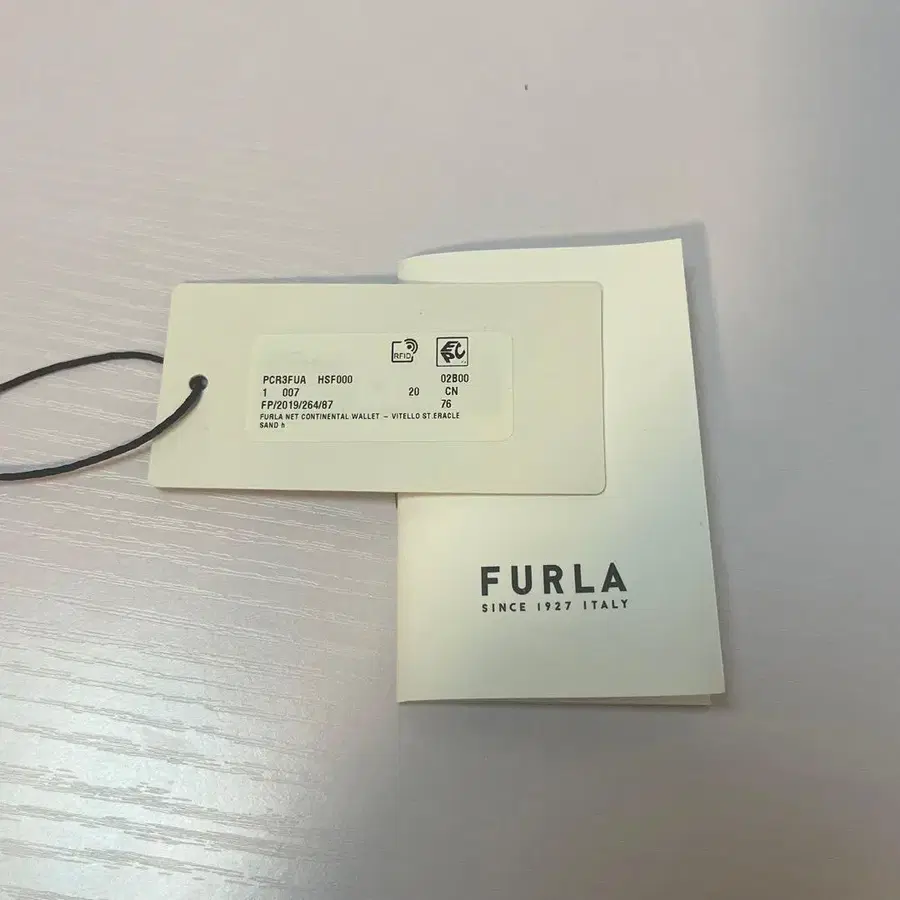 RFID
EPC
PCR3FUA HSF000 02B00
1 007 20 CN
FP/2019/264/87 76
FURLA NET CONTINENTAL WALLET - VITELLO ST.ERACLE
SAND h
FURLA
SINCE 1927 ITALY